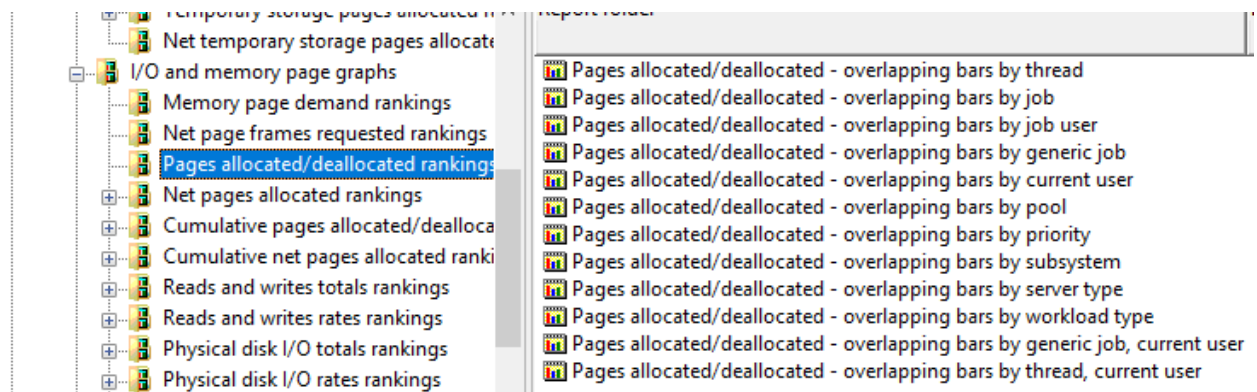 Temporary storage pages allocated
Net temporary storage pages allocate
I/O and memory page graphs
Memory page demand rankings
Net page frames requested rankings
Pages allocated/deallocated rankings
Net pages allocated rankings
Cumulative pages allocated/dealloca
Cumulative net pages allocated ranki
Reads and writes totals rankings
Reads and writes rates rankings
Physical disk I/O totals rankings
Physical disk I/O rates rankings
Report folder
Pages allocated/deallocated - overlapping bars by thread
Pages allocated/deallocated - overlapping bars by job
Pages allocated/deallocated - overlapping bars by job user
Pages allocated/deallocated - overlapping bars by generic job
Pages allocated/deallocated - overlapping bars by current user
Pages allocated/deallocated - overlapping bars by pool
Pages allocated/deallocated - overlapping bars by priority
Pages allocated/deallocated - overlapping bars by subsystem
Pages allocated/deallocated - overlapping bars by server type
Pages allocated/deallocated - overlapping bars by workload type
Pages allocated/deallocated - overlapping bars by generic job, current user
Pages allocated/deallocated - overlapping bars by thread, current user